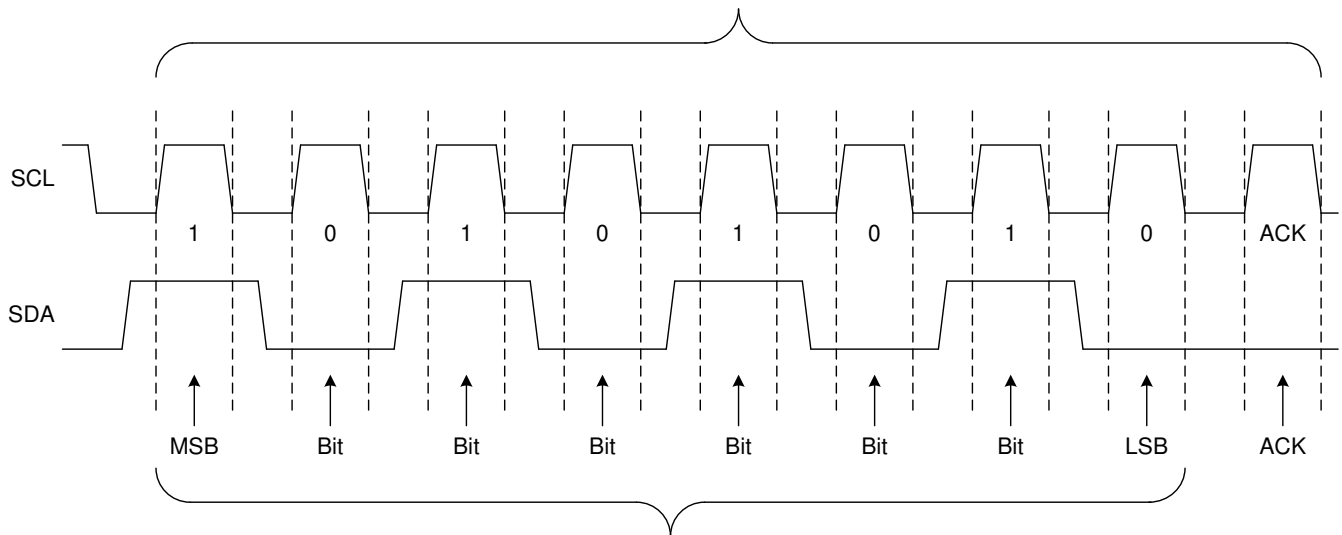 SCL
1 0 1 0 1 0 1 0 ACK
SDA
MSB Bit Bit Bit Bit Bit Bit LSB ACK